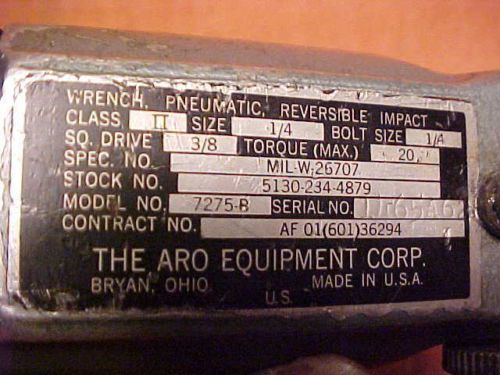 WRENCH, PNEUMATIC, REVERSIBLE IMPACT
CLASS II SIZE 1/4 BOLT SIZE 1/4
SQ. DRIVE 3/8 TORQUE (MAX.) 20
SPEC. NO. MIL-W-26707
STOCK NO. 5130-234-4879
MODEL NO. 7275-B SERIAL NO.
CONTRACT NO. AF 01(601)36294
THE ARO EQUIPMENT CORP.
BRYAN, OHIO MADE IN U.S.A.
U.S.